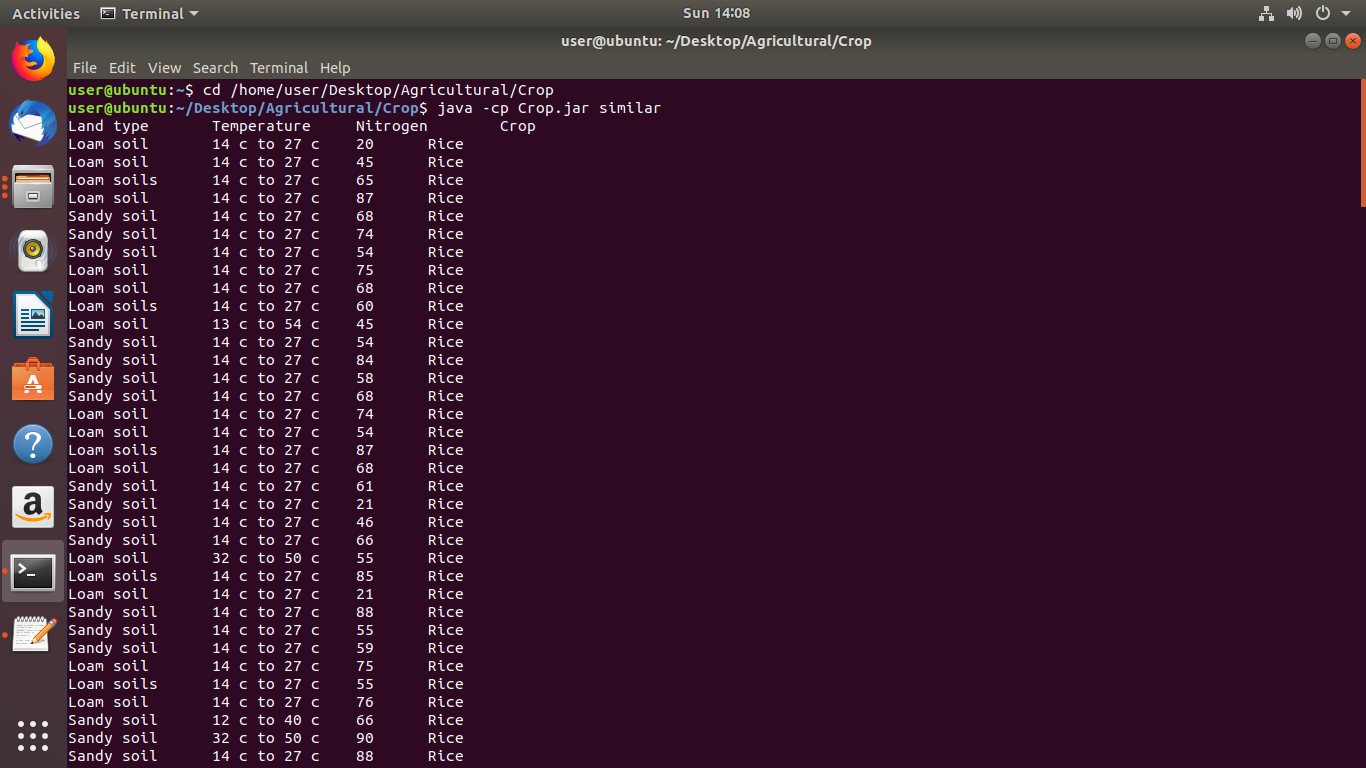 Activities Terminal Sun 14:08
user@ubuntu: ~/Desktop/Agricultural/Crop
File Edit View Search Terminal Help
user@ubuntu:~$ cd /home/user/Desktop/Agricultural/Crop
user@ubuntu:~/Desktop/Agricultural/Crop$ java -cp Crop.jar similar
Land type Temperature Nitrogen Crop
Loam soil 14 c to 27 c 20 Rice
Loam soil 14 c to 27 c 45 Rice
Loam soils 14 c to 27 c 65 Rice
Loam soil 14 c to 27 c 87 Rice
Sandy soil 14 c to 27 c 68 Rice
Sandy soil 14 c to 27 c 74 Rice
Sandy soil 14 c to 27 c 54 Rice
Loam soil 14 c to 27 c 75 Rice
Loam soil 14 c to 27 c 68 Rice
Loam soils 14 c to 27 c 60 Rice
Loam soil 13 c to 54 c 45 Rice
Sandy soil 14 c to 27 c 54 Rice
Sandy soil 14 c to 27 c 84 Rice
Sandy soil 14 c to 27 c 58 Rice
Sandy soil 14 c to 27 c 68 Rice
Loam soil 14 c to 27 c 74 Rice
Loam soil 14 c to 27 c 54 Rice
Loam soils 14 c to 27 c 87 Rice
Loam soil 14 c to 27 c 68 Rice
Sandy soil 14 c to 27 c 61 Rice
Sandy soil 14 c to 27 c 21 Rice
Sandy soil 14 c to 27 c 46 Rice
Sandy soil 14 c to 27 c 66 Rice
Loam soil 32 c to 50 c 55 Rice
Loam soils 14 c to 27 c 85 Rice
Loam soil 14 c to 27 c 21 Rice
Sandy soil 14 c to 27 c 88 Rice
Sandy soil 14 c to 27 c 55 Rice
Sandy soil 14 c to 27 c 59 Rice
Loam soil 14 c to 27 c 75 Rice
Loam soils 14 c to 27 c 55 Rice
Loam soil 14 c to 27 c 76 Rice
Sandy soil 12 c to 40 c 66 Rice
Sandy soil 32 c to 50 c 90 Rice
Sandy soil 14 c to 27 c 88 Rice